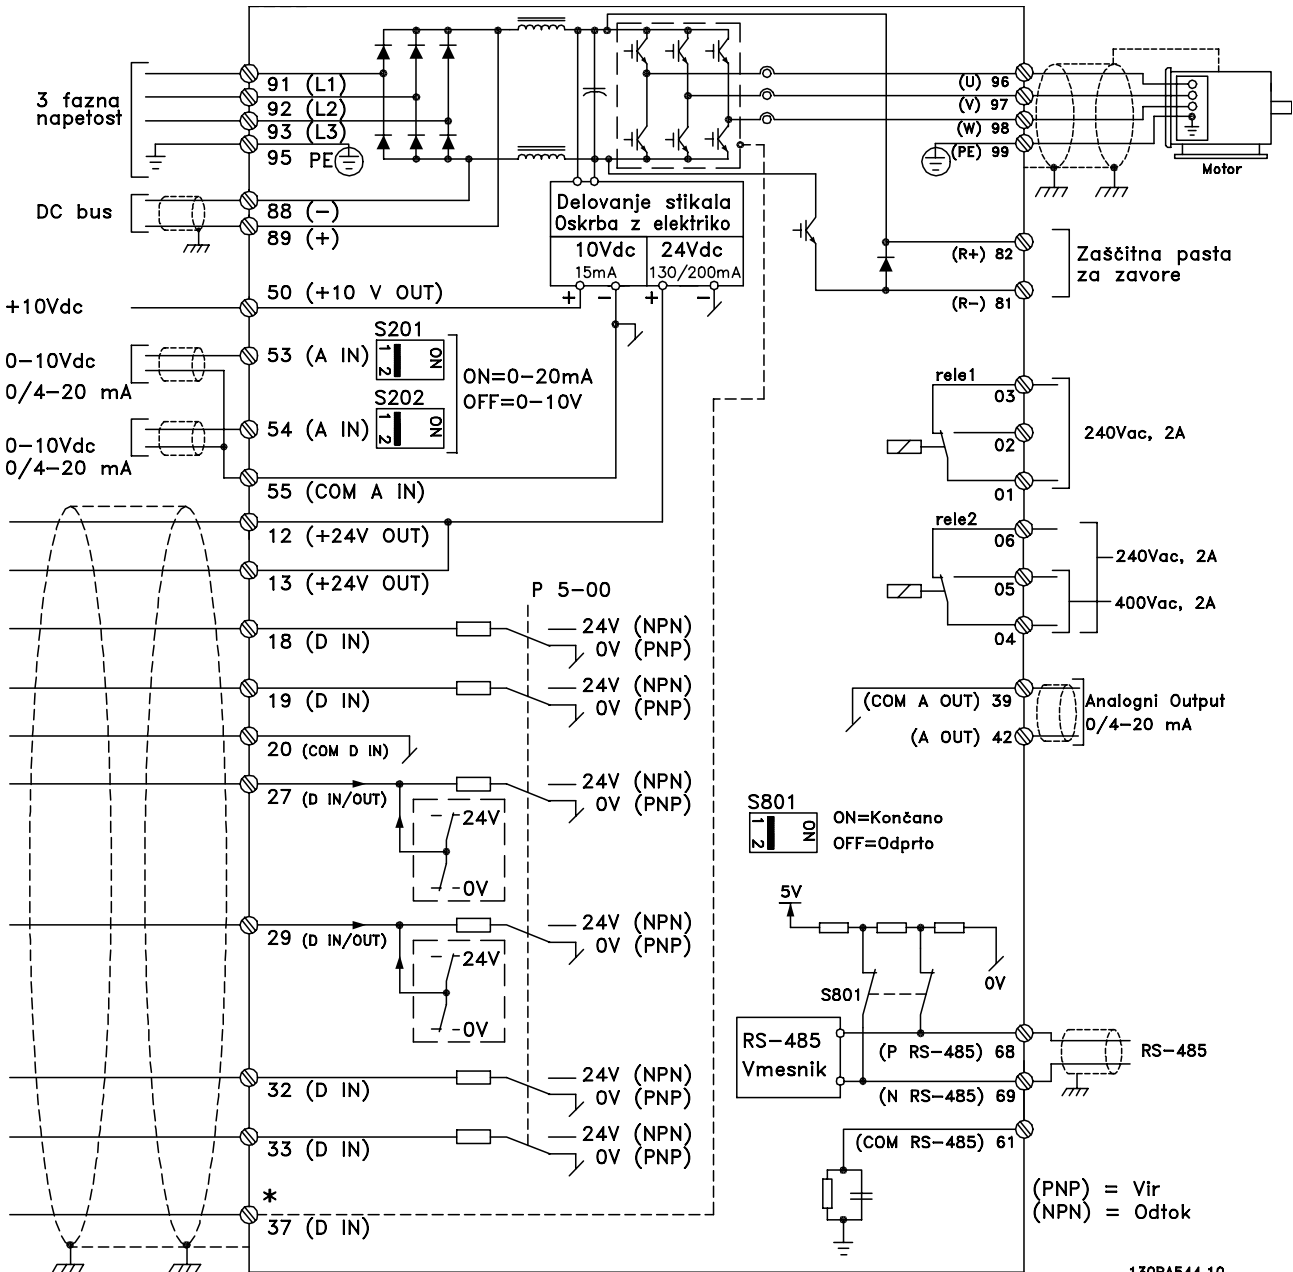 3 fazna
napetost
91 (L1)
92 (L2)
93 (L3)
95 PE
DC bus
88 (−)
89 (+)
Delovanje stikala
Oskrba z elektriko
10Vdc
15mA
24Vdc
130/200mA
+ − + −
(U) 96
(V) 97
(W) 98
(PE) 99
Motor
(R+) 82
(R−) 81
Zaščitna pasta
za zavore
+10Vdc
50 (+10 V OUT)
0−10Vdc
0/4−20 mA
53 (A IN)
S201
1 2 ON
ON=0−20mA
OFF=0−10V
S202
1 2 ON
0−10Vdc
0/4−20 mA
54 (A IN)
55 (COM A IN)
12 (+24V OUT)
13 (+24V OUT)
rele1
03
02
01
240Vac, 2A
rele2
06
05
04
240Vac, 2A
400Vac, 2A
P 5-00
18 (D IN)
24V (NPN)
0V (PNP)
19 (D IN)
24V (NPN)
0V (PNP)
20 (COM D IN)
27 (D IN/OUT)
24V (NPN)
0V (PNP)
24V
0V
29 (D IN/OUT)
24V (NPN)
0V (PNP)
24V
0V
32 (D IN)
24V (NPN)
0V (PNP)
33 (D IN)
24V (NPN)
0V (PNP)
*
37 (D IN)
(COM A OUT) 39
(A OUT) 42
Analogni Output
0/4−20 mA
S801
1 2 ON
ON=Končano
OFF=Odprto
5V
S801
0V
RS−485
Vmesnik
(P RS−485) 68
(N RS−485) 69
RS−485
(COM RS−485) 61
(PNP) = Vir
(NPN) = Odtok
130BA544.10